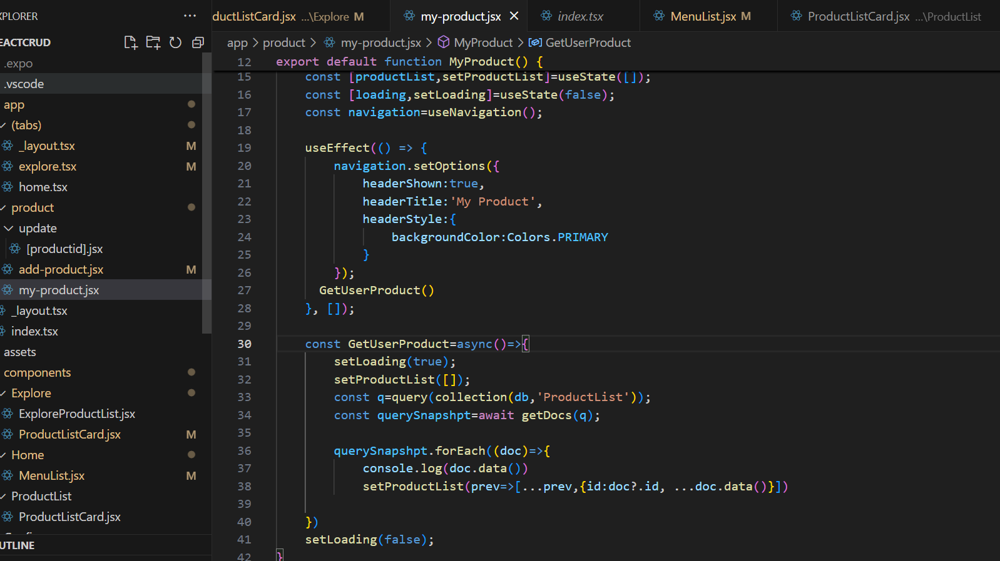 XPLORER ···
EACTCRUD
.expo
.vscode
app
(tabs)
_layout.tsx M
explore.tsx M
home.tsx
product
update
[productid].jsx
add-product.jsx M
my-product.jsx
_layout.tsx
index.tsx
assets
components
Explore
ExploreProductList.jsx
ProductListCard.jsx M
Home
MenuList.jsx M
ProductList
ProductListCard.jsx
UTLINE
ductListCard.jsx ...\Explore M
my-product.jsx
index.tsx
MenuList.jsx M
ProductListCard.jsx ...\ProductList
app > product > my-product.jsx > MyProduct > GetUserProduct
12 export default function MyProduct() {
15 const [productList,setProductList]=useState([]);
16 const [loading,setLoading]=useState(false);
17 const navigation=useNavigation();
18
19 useEffect(() => {
20 navigation.setOptions({
21 headerShown:true,
22 headerTitle:'My Product',
23 headerStyle:{
24 backgroundColor:Colors.PRIMARY
25 }
26 });
27 GetUserProduct()
28 }, []);
29
30 const GetUserProduct=async()=>{
31 setLoading(true);
32 setProductList([]);
33 const q=query(collection(db,'ProductList'));
34 const querySnapshpt=await getDocs(q);
35
36 querySnapshpt.forEach((doc)=>{
37 console.log(doc.data())
38 setProductList(prev=>[...prev,{id:doc?.id, ...doc.data()}])
39
40 })
41 setLoading(false);
42 }